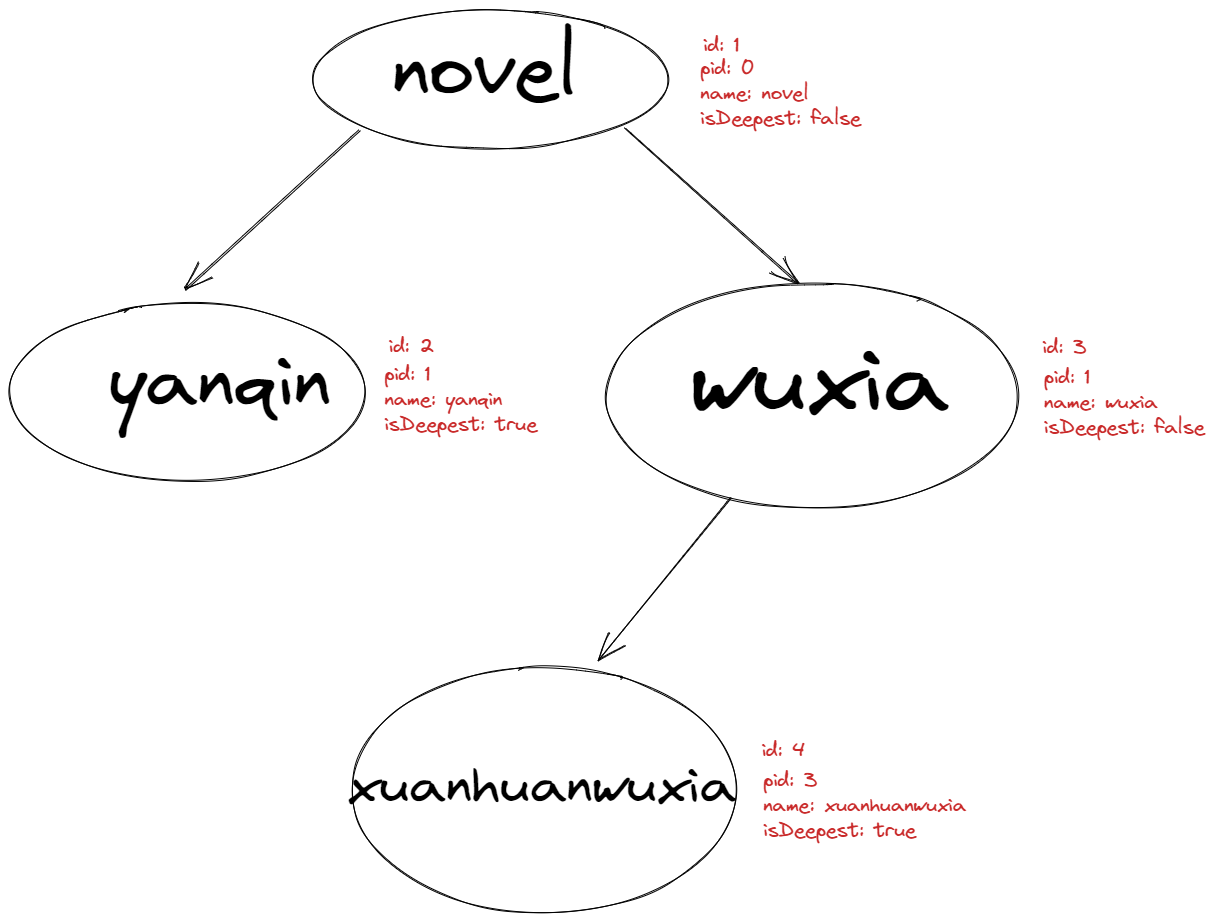 novel
id: 1
pid: 0
name: novel
isDeepest: false
yanqin
id: 2
pid: 1
name: yanqin
isDeepest: true
wuxia
id: 3
pid: 1
name: wuxia
isDeepest: false
xuanhuanwuxia
id: 4
pid: 3
name: xuanhuanwuxia
isDeepest: true